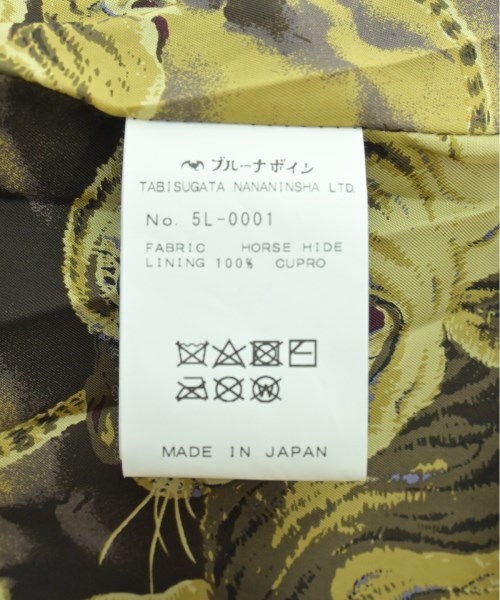 ブルーナボイン
TABISUGATA NANANINSHA LTD.
No. 5L-0001
FABRIC HORSE HIDE
LINING 100% CUPRO
MADE IN JAPAN